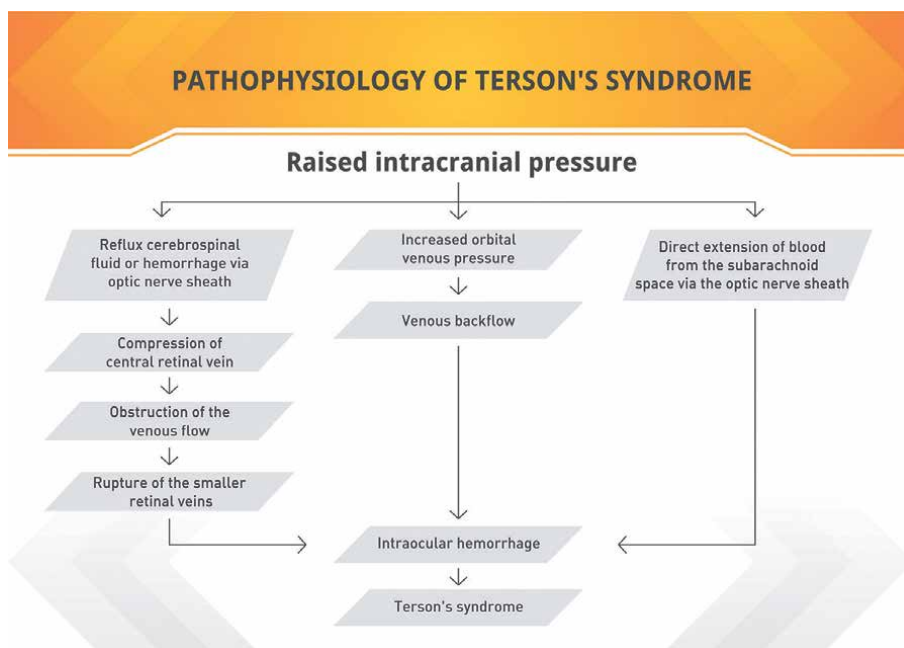 PATHOPHYSIOLOGY OF TERSON'S SYNDROME
Raised intracranial pressure
Reflux cerebrospinal
fluid or hemorrhage via
optic nerve sheath
Compression of
central retinal vein
Obstruction of the
venous flow
Rupture of the smaller
retinal veins
Increased orbital
venous pressure
Venous backflow
Direct extension of blood
from the subarachnoid
space via the optic nerve sheath
Intraocular hemorrhage
Terson's syndrome